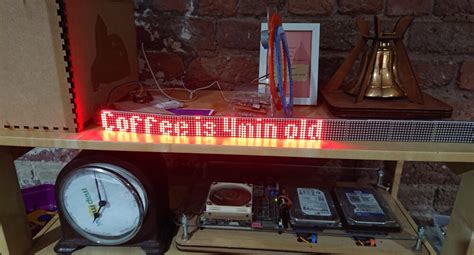 Coffee is 4min old